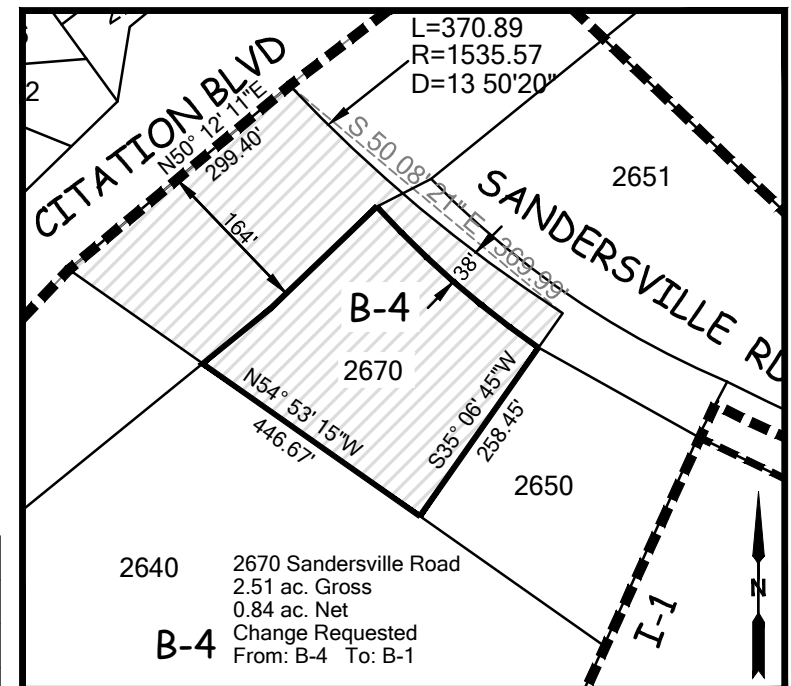 L=370.89
R=1535.57
D=13 50'20"
CITATION BLVD
N50° 12' 11"E
299.40'
S 50 08' 21" E 369.99'
SANDERSVILLE RD
2651
2
164'
38'
B-4
2670
N54° 53' 15"W
446.67'
S35° 06' 45"W
258.45'
2650
2640
B-4
2670 Sandersville Road
2.51 ac. Gross
0.84 ac. Net
Change Requested
From: B-4 To: B-1
I-1
N